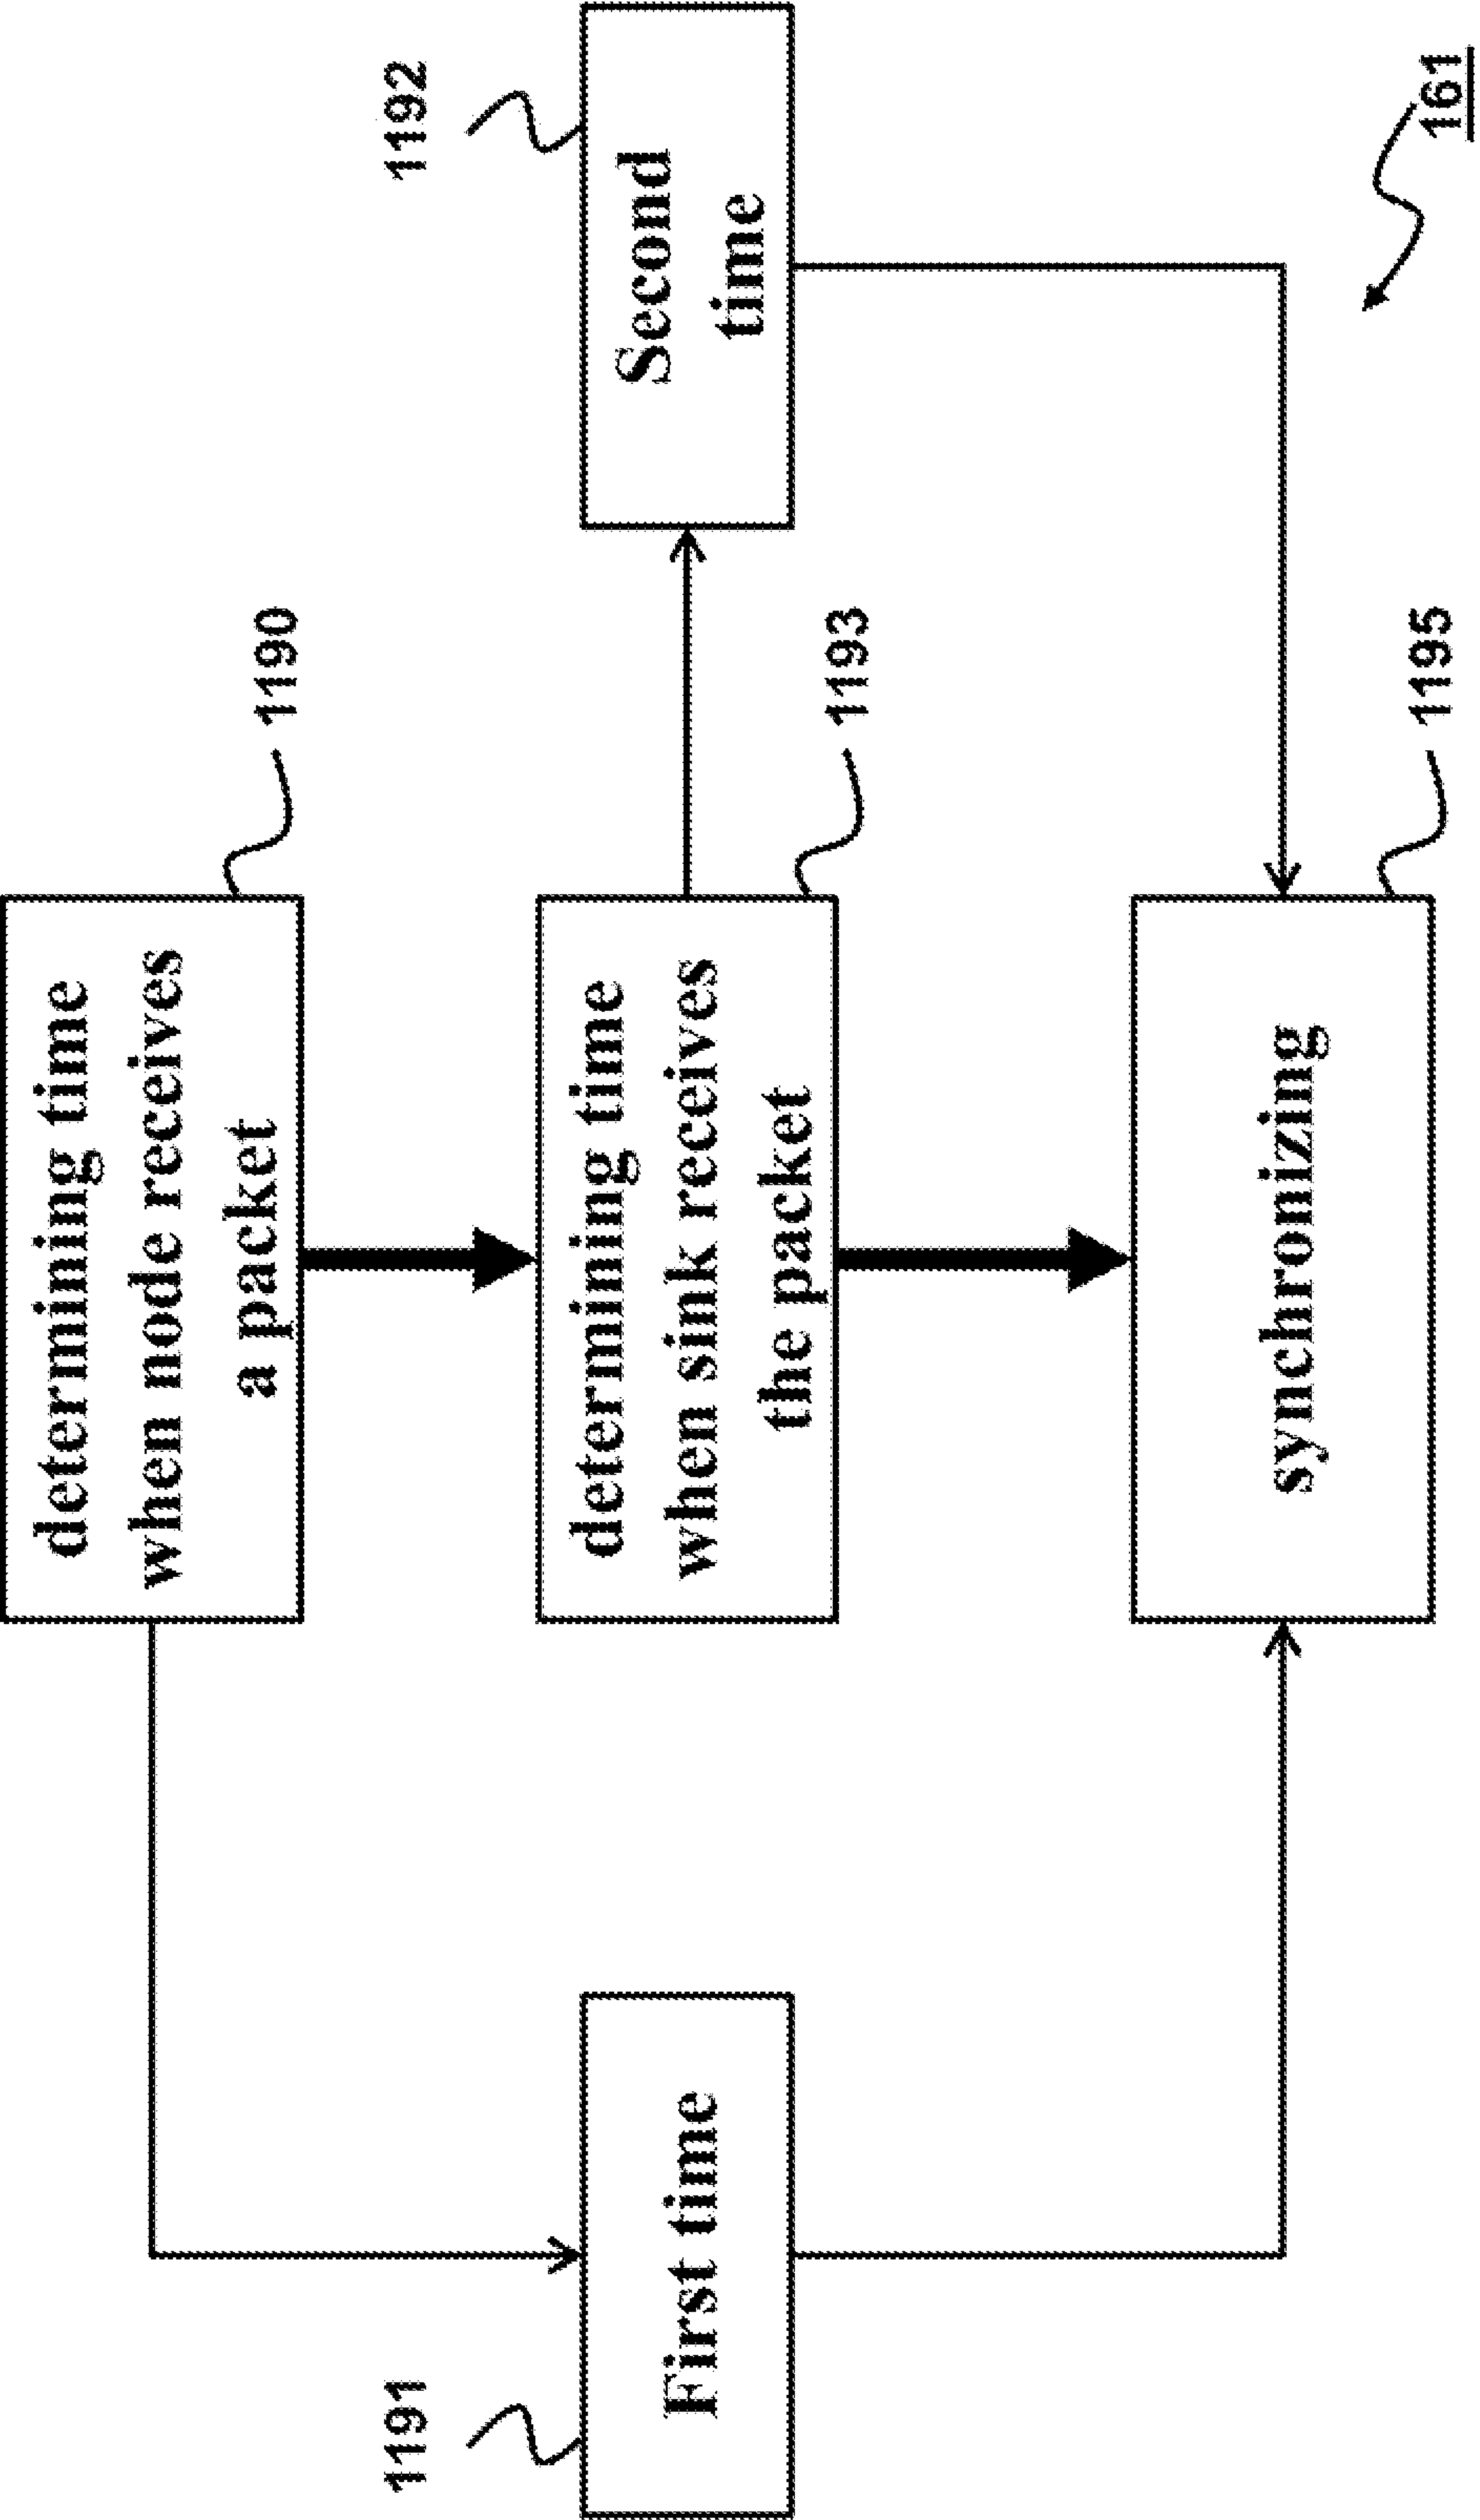 determining time
when node receives
a packet
1190
1191
First time
determining time
when sink receives
the packet
1193
1192
Second
time
synchronizing
1195
161